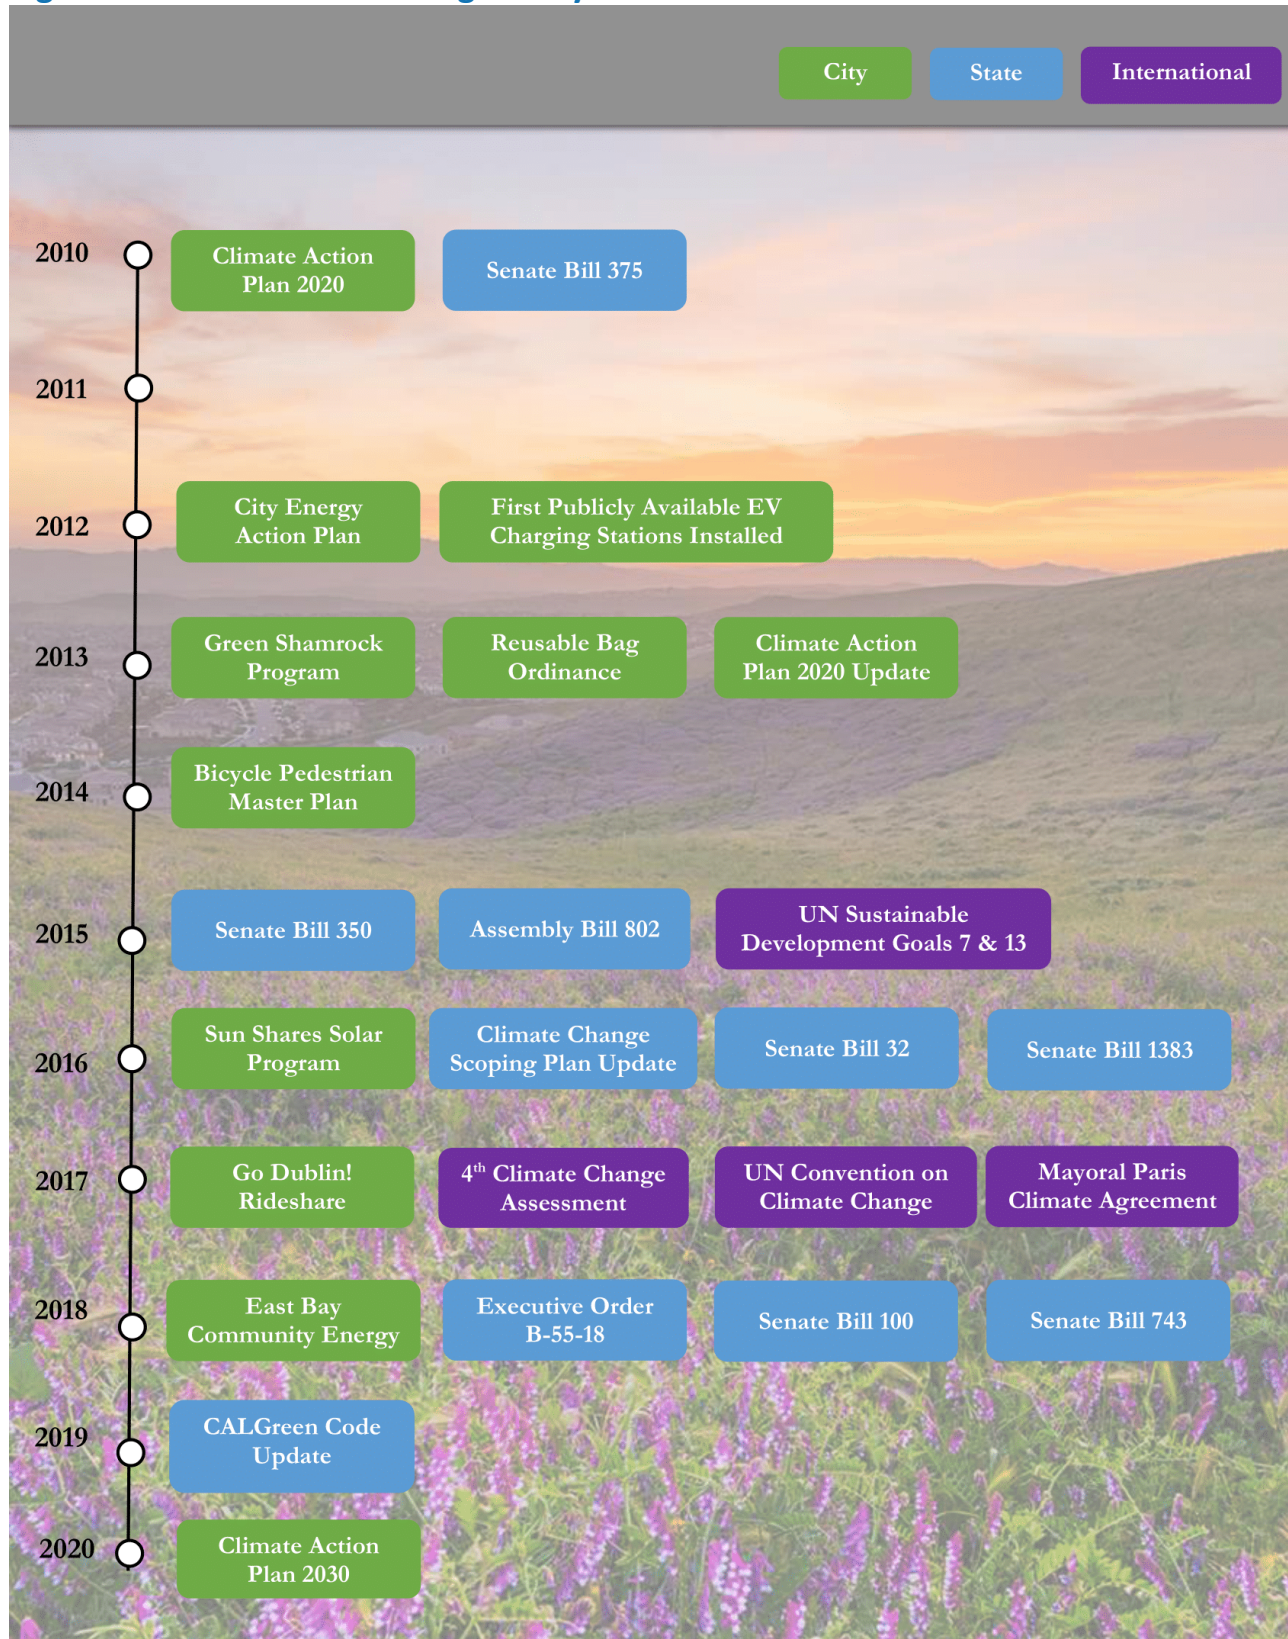 City
State
International
2010
Climate Action
Plan 2020
Senate Bill 375
2011
2012
City Energy
Action Plan
First Publicly Available EV
Charging Stations Installed
2013
Green Shamrock
Program
Reusable Bag
Ordinance
Climate Action
Plan 2020 Update
2014
Bicycle Pedestrian
Master Plan
2015
Senate Bill 350
Assembly Bill 802
UN Sustainable
Development Goals 7 & 13
2016
Sun Shares Solar
Program
Climate Change
Scoping Plan Update
Senate Bill 32
Senate Bill 1383
2017
Go Dublin!
Rideshare
4th Climate Change
Assessment
UN Convention on
Climate Change
Mayoral Paris
Climate Agreement
2018
East Bay
Community Energy
Executive Order
B-55-18
Senate Bill 100
Senate Bill 743
2019
CALGreen Code
Update
2020
Climate Action
Plan 2030